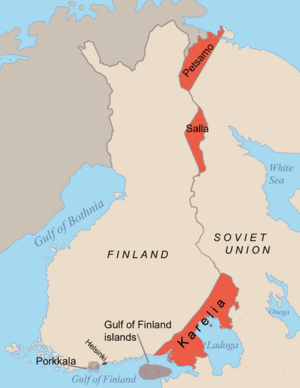 Petsamo
Salla
White
Sea
Gulf of Bothnia
FINLAND
SOVIET
UNION
Karelia
Onega
Gulf of Finland
islands
Ladoga
Helsinki
Porkkala
Gulf of Finland